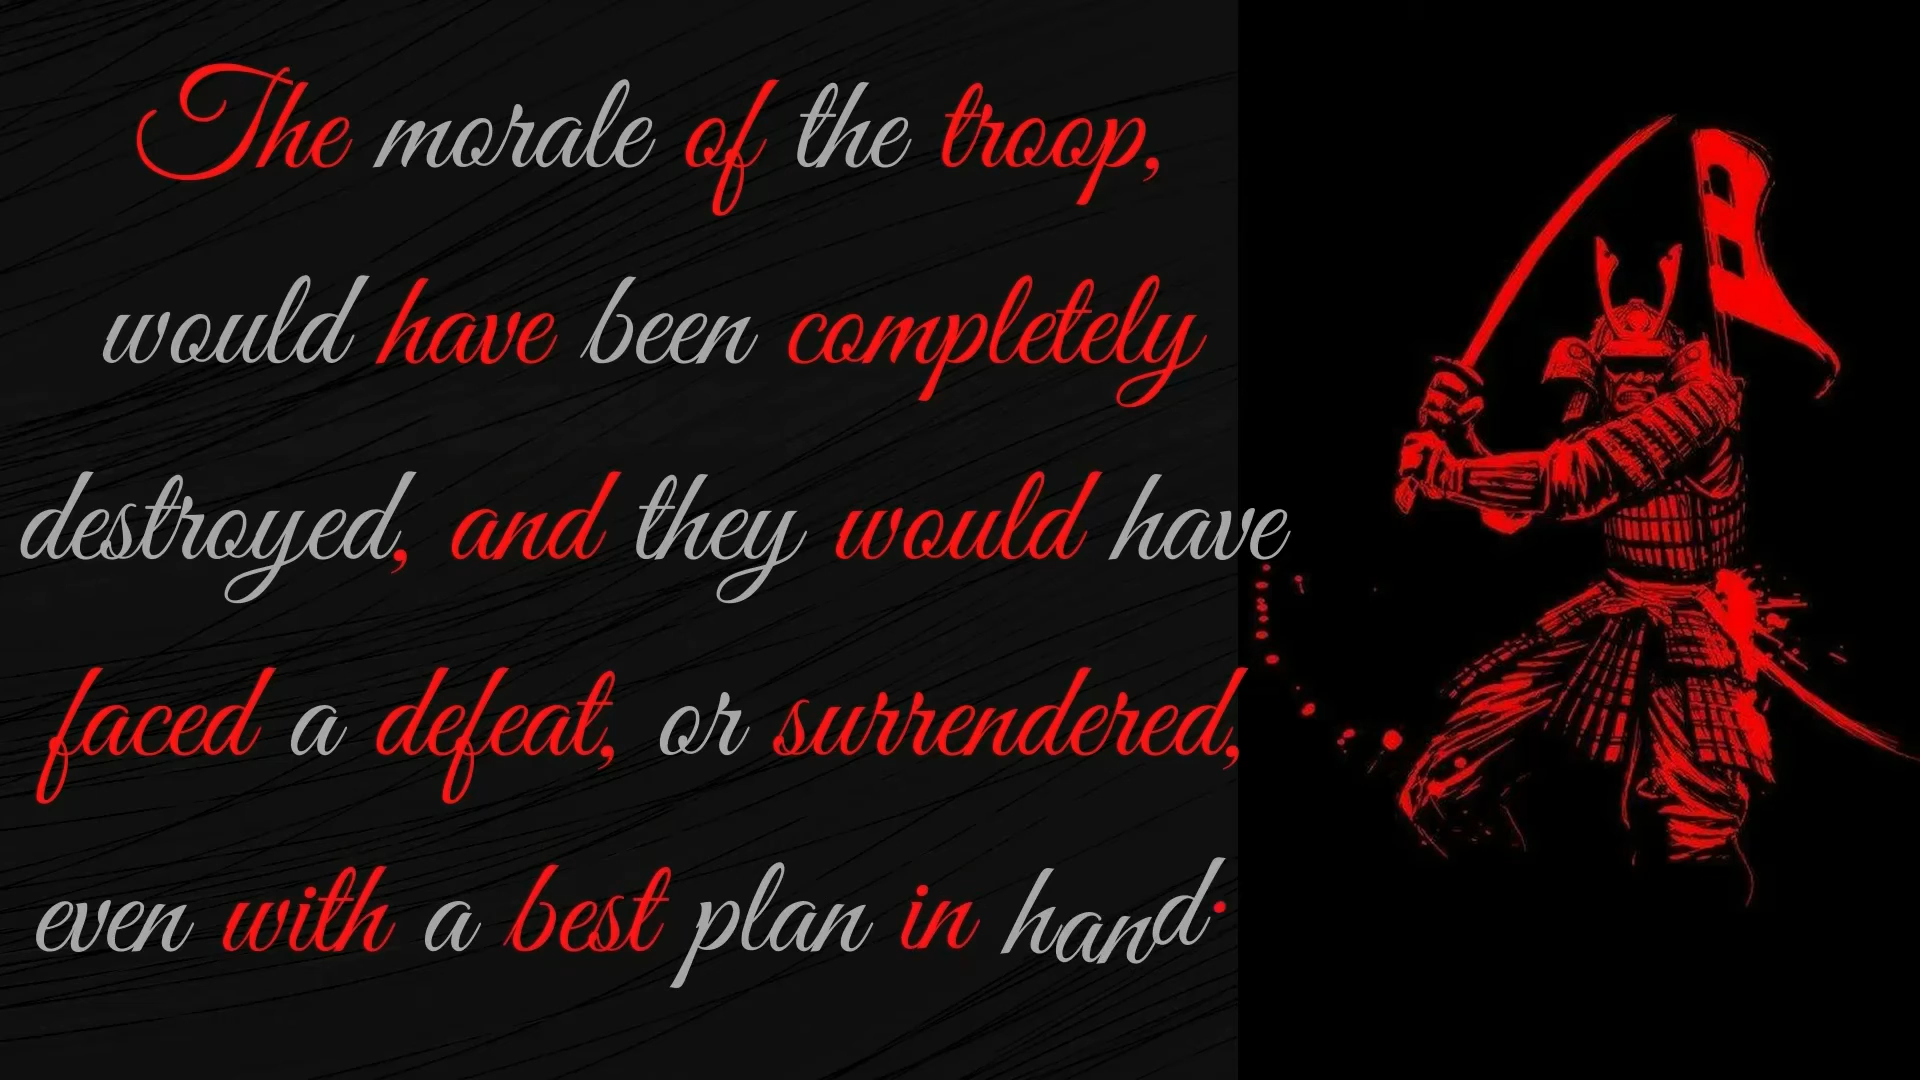 The morale of the troop,
would have been completely
destroyed, and they would have
faced a defeat, or surrendered,
even with a best plan in hand.